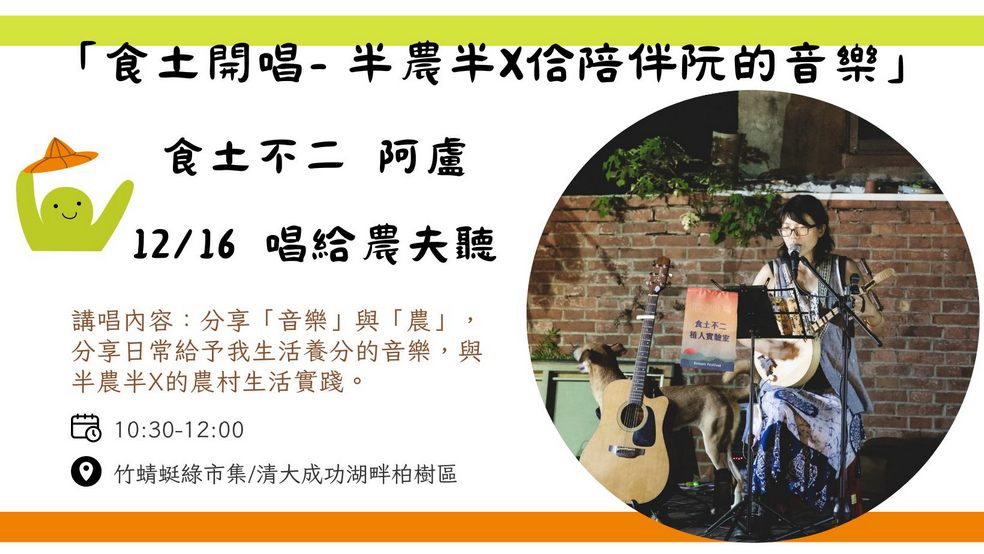 「食土開唱- 半農半X佮陪伴阮的音樂」
食土不二 阿盧
12/16 唱給農夫聽
講唱內容：分享「音樂」與「農」，
分享日常給予我生活養分的音樂，與
半農半X的農村生活實踐。
10:30-12:00
竹蜻蜓綠市集/清大成功湖畔柏樹區
食土不二
植人實驗室